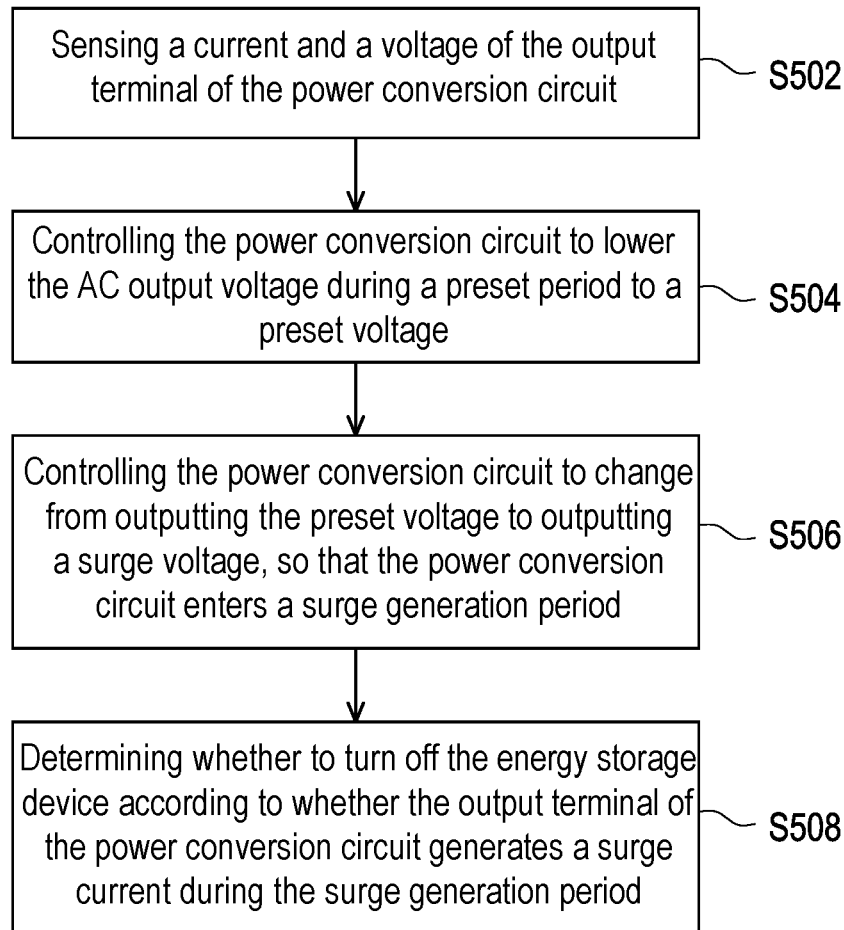 Sensing a current and a voltage of the output
terminal of the power conversion circuit
S502
Controlling the power conversion circuit to lower
the AC output voltage during a preset period to a
preset voltage
S504
Controlling the power conversion circuit to change
from outputting the preset voltage to outputting
a surge voltage, so that the power conversion
circuit enters a surge generation period
S506
Determining whether to turn off the energy storage
device according to whether the output terminal of
the power conversion circuit generates a surge
current during the surge generation period
S508